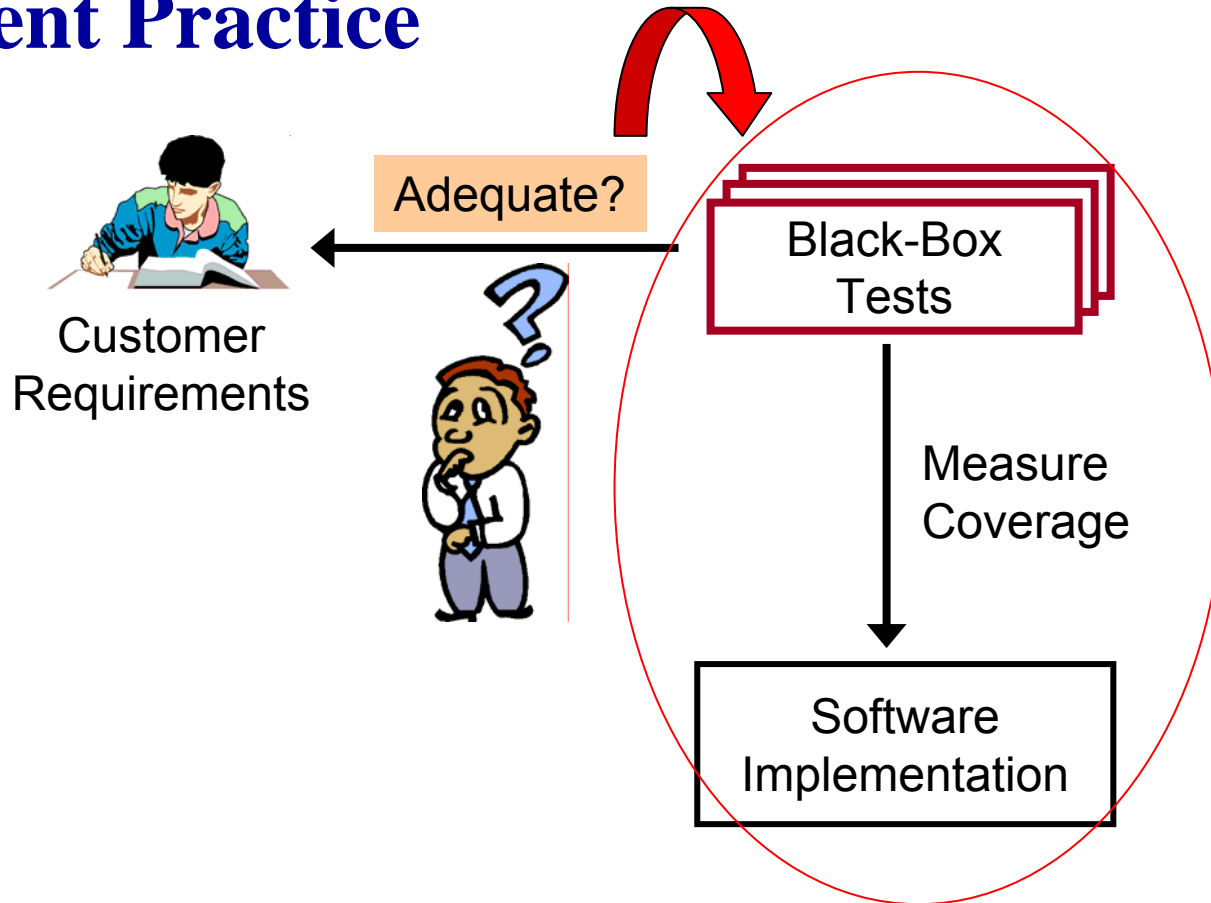 ent Practice
Adequate?
Black-Box
Tests
Customer
Requirements
Measure
Coverage
Software
Implementation